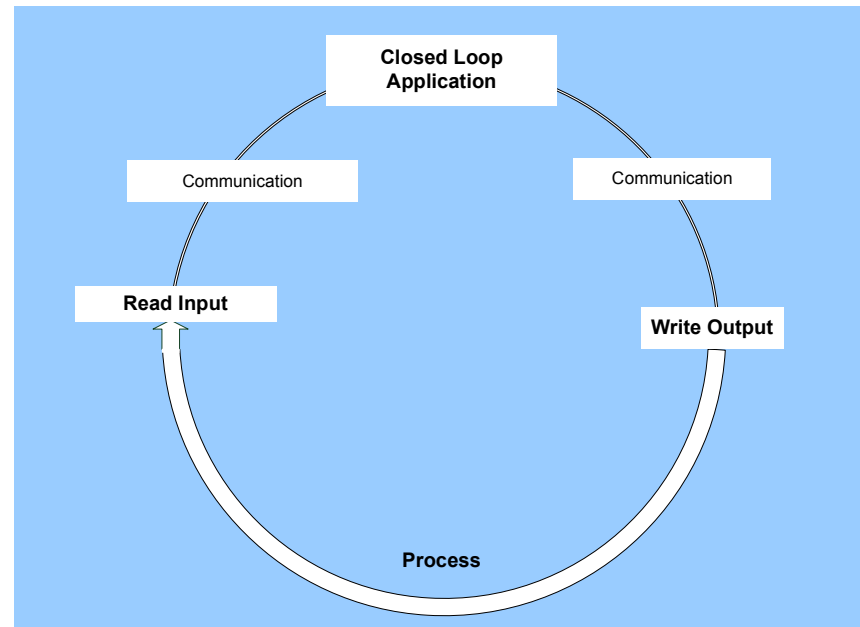 Closed Loop
Application
Communication
Communication
Read Input
Write Output
Process